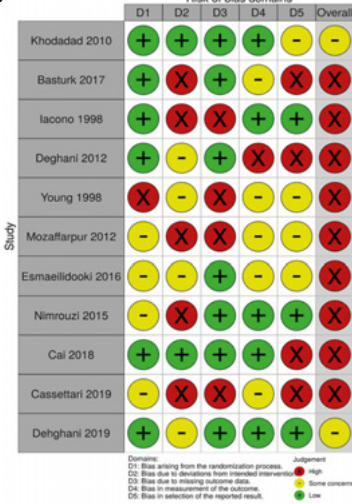 Risk of bias domains
D1 D2 D3 D4 D5 Overall
Khodadad 2010 + + + + - -
Basturk 2017 + X + - X X
Iacono 1998 + X X + + X
Deghani 2012 + - + X X X
Young 1998 X - X - - X
Mozaffarpur 2012 - X X - - X
Esmaeilidooki 2016 - - + - - X
Nimrouzi 2015 - X + + + X
Cai 2018 + + + + X X
Cassettari 2019 - X X - X X
Dehghani 2019 + - + + + -
Study
Domains:
D1: Bias arising from the randomization process.
D2: Bias due to deviations from intended intervention.
D3: Bias due to missing outcome data.
D4: Bias in measurement of the outcome.
D5: Bias in selection of the reported result.
Judgement
X High
- Some concerns
+ Low